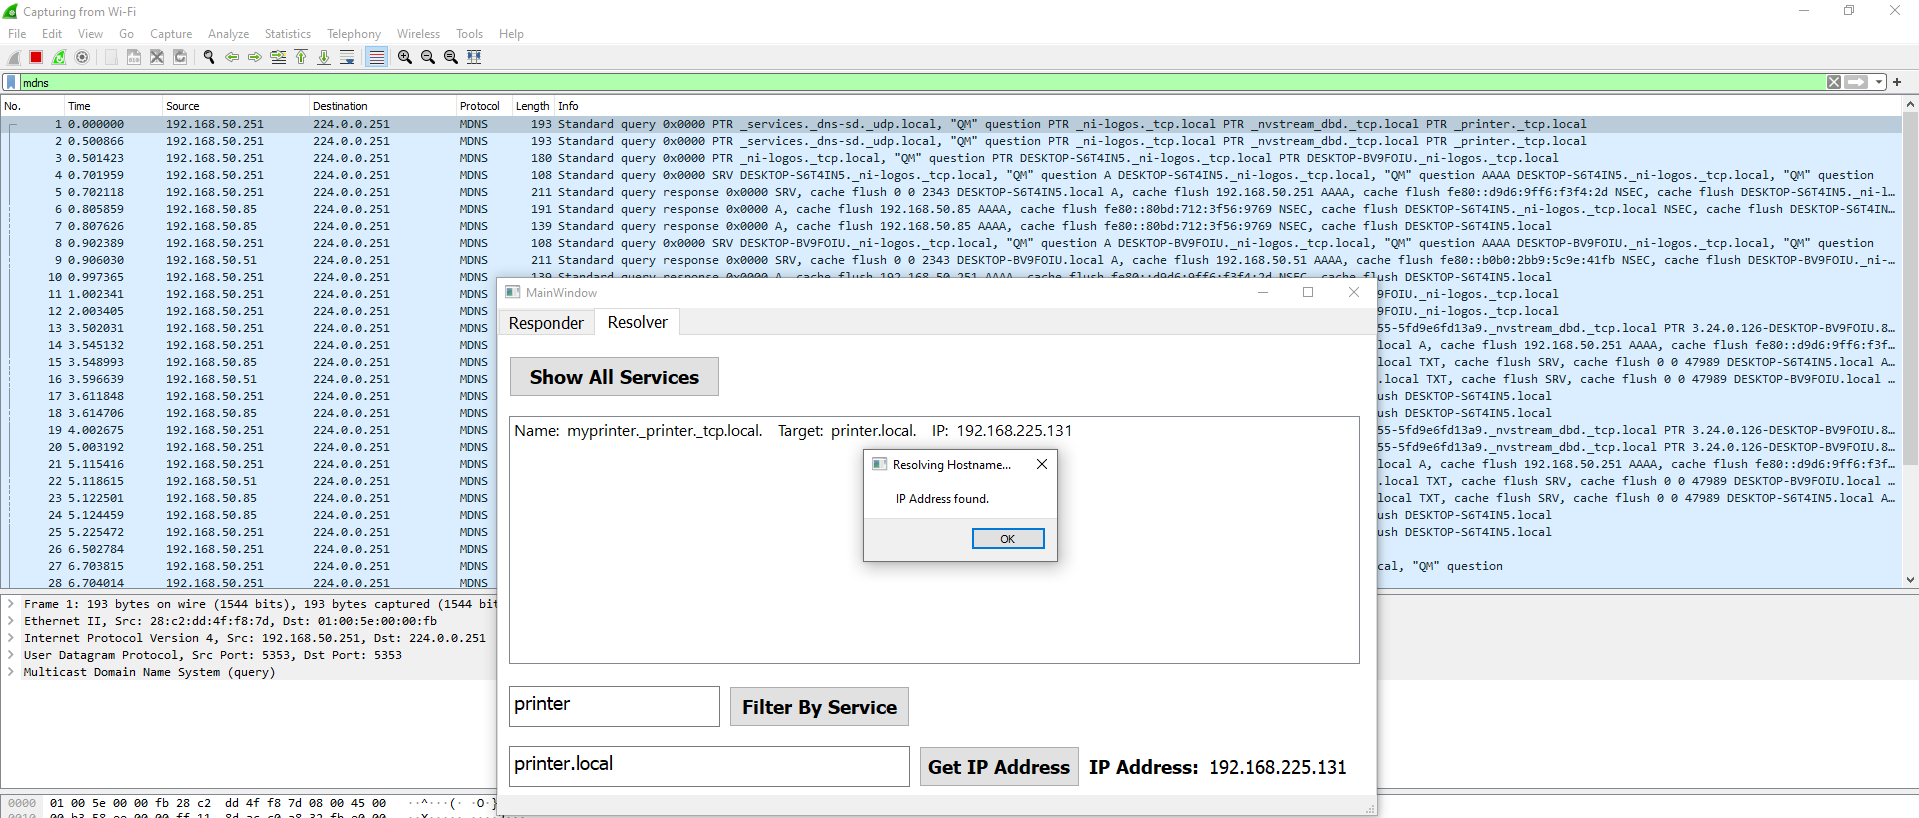 Capturing from Wi-Fi
File Edit View Go Capture Analyze Statistics Telephony Wireless Tools Help
mdns
No. Time Source Destination Protocol Length Info
1 0.000000 192.168.50.251 224.0.0.251 MDNS 193 Standard query 0x0000 PTR _services._dns-sd._udp.local, "QM" question PTR _ni-logos._tcp.local PTR _nvstream_dbd._tcp.local PTR _printer._tcp.local
2 0.500866 192.168.50.251 224.0.0.251 MDNS 193 Standard query 0x0000 PTR _services._dns-sd._udp.local, "QM" question PTR _ni-logos._tcp.local PTR _nvstream_dbd._tcp.local PTR _printer._tcp.local
3 0.501423 192.168.50.251 224.0.0.251 MDNS 180 Standard query 0x0000 PTR _ni-logos._tcp.local, "QM" question PTR DESKTOP-S6T4IN5._ni-logos._tcp.local PTR DESKTOP-BV9FOIU._ni-logos._tcp.local
4 0.701959 192.168.50.251 224.0.0.251 MDNS 108 Standard query 0x0000 SRV DESKTOP-S6T4IN5._ni-logos._tcp.local, "QM" question A DESKTOP-S6T4IN5._ni-logos._tcp.local, "QM" question AAAA DESKTOP-S6T4IN5._ni-logos._tcp.local, "QM" question
5 0.702118 192.168.50.251 224.0.0.251 MDNS 211 Standard query response 0x0000 SRV, cache flush 0 0 2343 DESKTOP-S6T4IN5.local A, cache flush 192.168.50.251 AAAA, cache flush fe80::d9d6:9ff6:f3f4:2d NSEC, cache flush DESKTOP-S6T4IN5._ni-l…
6 0.805859 192.168.50.85 224.0.0.251 MDNS 191 Standard query response 0x0000 A, cache flush 192.168.50.85 AAAA, cache flush fe80::80bd:712:3f56:9769 NSEC, cache flush DESKTOP-S6T4IN5._ni-logos._tcp.local NSEC, cache flush DESKTOP-S6T4IN…
7 0.807626 192.168.50.85 224.0.0.251 MDNS 139 Standard query response 0x0000 A, cache flush 192.168.50.85 AAAA, cache flush fe80::80bd:712:3f56:9769 NSEC, cache flush DESKTOP-S6T4IN5.local
8 0.902389 192.168.50.251 224.0.0.251 MDNS 108 Standard query 0x0000 SRV DESKTOP-BV9FOIU._ni-logos._tcp.local, "QM" question A DESKTOP-BV9FOIU._ni-logos._tcp.local, "QM" question AAAA DESKTOP-BV9FOIU._ni-logos._tcp.local, "QM" question
9 0.906030 192.168.50.51 224.0.0.251 MDNS 211 Standard query response 0x0000 SRV, cache flush 0 0 2343 DESKTOP-BV9FOIU.local A, cache flush 192.168.50.51 AAAA, cache flush fe80::b0b0:2bb9:5c9e:41fb NSEC, cache flush DESKTOP-BV9FOIU._ni-…
10 0.997365 192.168.50.251 224.0.0.251 MDNS 139 Standard query response 0x0000 A, cache flush 192.168.50.251 AAAA, cache flush fe80::d9d6:9ff6:f3f4:2d NSEC, cache flush DESKTOP-S6T4IN5.local
11 1.002341 192.168.50.251 224.0.0.251 MDNS 9FOIU._ni-logos._tcp.local
12 2.003405 192.168.50.251 224.0.0.251 MDNS 9FOIU._ni-logos._tcp.local
13 3.502031 192.168.50.251 224.0.0.251 MDNS 55-5fd9e6fd13a9._nvstream_dbd._tcp.local PTR 3.24.0.126-DESKTOP-BV9FOIU.8…
14 3.545132 192.168.50.251 224.0.0.251 MDNS local A, cache flush 192.168.50.251 AAAA, cache flush fe80::d9d6:9ff6:f3f…
15 3.548993 192.168.50.85 224.0.0.251 MDNS local TXT, cache flush SRV, cache flush 0 0 47989 DESKTOP-S6T4IN5.local A…
16 3.596639 192.168.50.51 224.0.0.251 MDNS .local TXT, cache flush SRV, cache flush 0 0 47989 DESKTOP-BV9FOIU.local …
17 3.611848 192.168.50.251 224.0.0.251 MDNS ush DESKTOP-S6T4IN5.local
18 3.614706 192.168.50.85 224.0.0.251 MDNS ush DESKTOP-S6T4IN5.local
19 4.002675 192.168.50.251 224.0.0.251 MDNS 55-5fd9e6fd13a9._nvstream_dbd._tcp.local PTR 3.24.0.126-DESKTOP-BV9FOIU.8…
20 5.003192 192.168.50.251 224.0.0.251 MDNS 55-5fd9e6fd13a9._nvstream_dbd._tcp.local PTR 3.24.0.126-DESKTOP-BV9FOIU.8…
21 5.115416 192.168.50.251 224.0.0.251 MDNS local A, cache flush 192.168.50.251 AAAA, cache flush fe80::d9d6:9ff6:f3f…
22 5.118615 192.168.50.51 224.0.0.251 MDNS .local TXT, cache flush SRV, cache flush 0 0 47989 DESKTOP-BV9FOIU.local …
23 5.122501 192.168.50.85 224.0.0.251 MDNS local TXT, cache flush SRV, cache flush 0 0 47989 DESKTOP-S6T4IN5.local A…
24 5.124459 192.168.50.85 224.0.0.251 MDNS ush DESKTOP-S6T4IN5.local
25 5.225472 192.168.50.251 224.0.0.251 MDNS ush DESKTOP-S6T4IN5.local
26 6.502784 192.168.50.251 224.0.0.251 MDNS
27 6.703815 192.168.50.251 224.0.0.251 MDNS cal, "QM" question
28 6.704014 192.168.50.251 224.0.0.251 MDNS
Frame 1: 193 bytes on wire (1544 bits), 193 bytes captured (1544 bit
Ethernet II, Src: 28:c2:dd:4f:f8:7d, Dst: 01:00:5e:00:00:fb
Internet Protocol Version 4, Src: 192.168.50.251, Dst: 224.0.0.251
User Datagram Protocol, Src Port: 5353, Dst Port: 5353
Multicast Domain Name System (query)
0000 01 00 5e 00 00 fb 28 c2 dd 4f f8 7d 08 00 45 00 ··^···(· ·O·}
MainWindow
Responder Resolver
Show All Services
Name: myprinter._printer._tcp.local. Target: printer.local. IP: 192.168.225.131
Resolving Hostname...
IP Address found.
OK
printer Filter By Service
printer.local Get IP Address IP Address: 192.168.225.131